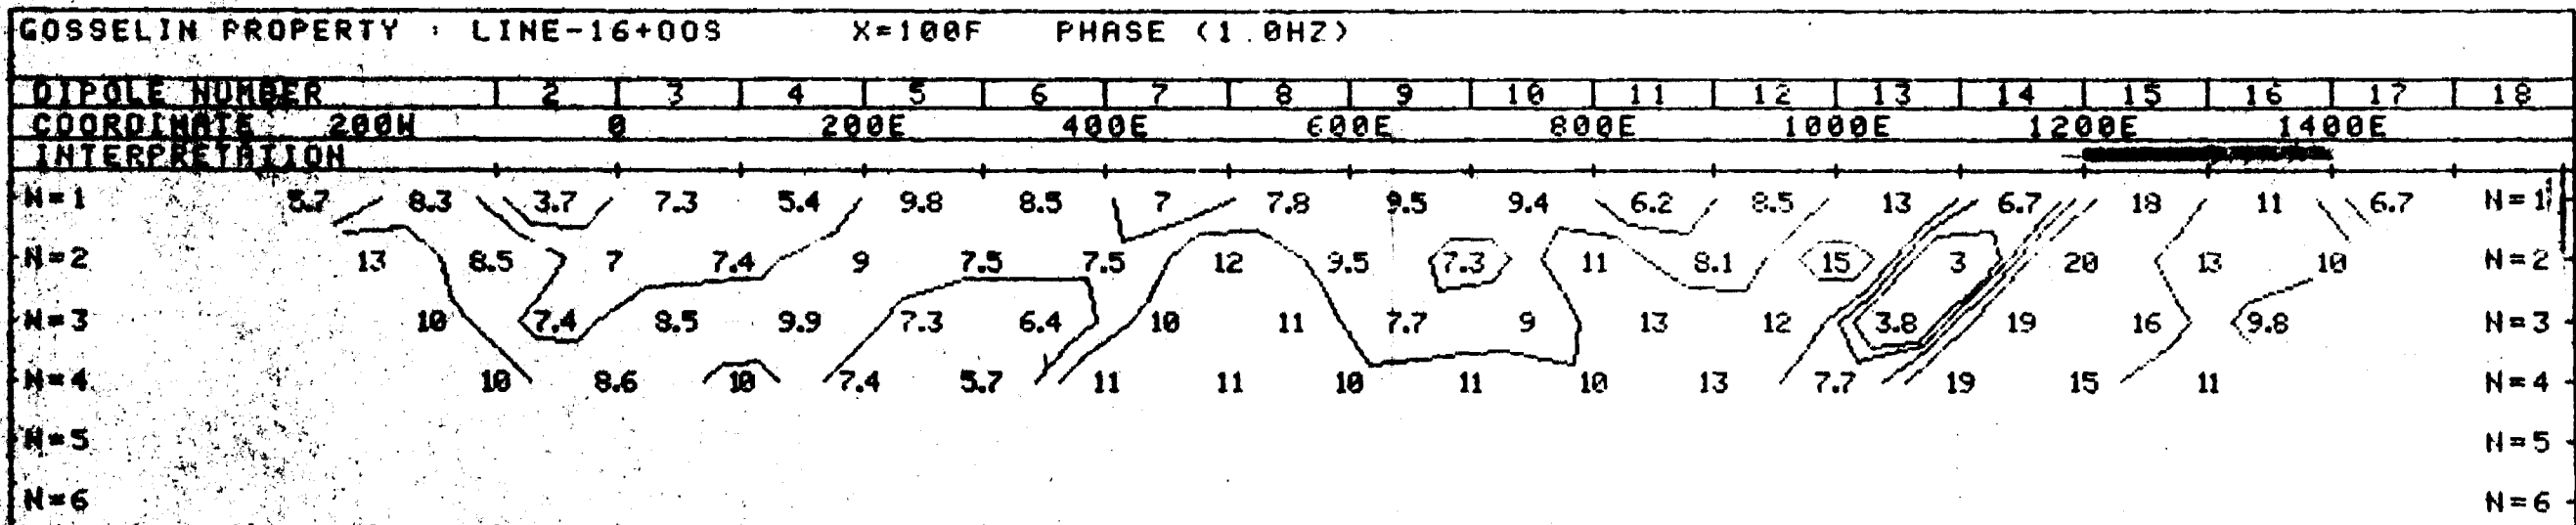 GOSSELIN PROPERTY : LINE-16+00S X=100F PHASE (1.0HZ)
DIPOLE NUMBER 2 3 4 5 6 7 8 9 10 11 12 13 14 15 16 17 18
COORDINATE 200W 0 200E 400E 600E 800E 1000E 1200E 1400E
INTERPRETATION
N=1 5.7 8.3 3.7 7.3 5.4 9.8 8.5 7 7.8 9.5 9.4 6.2 8.5 13 6.7 18 11 6.7 N=1
N=2 13 8.5 7 7.4 9 7.5 7.5 12 9.5 7.3 11 8.1 15 3 20 13 10 N=2
N=3 10 7.4 8.5 9.9 7.3 6.4 10 11 7.7 9 13 12 3.8 19 16 9.8 N=3
N=4 10 8.6 10 7.4 5.7 11 11 10 11 10 13 7.7 19 15 11 N=4
N=5 N=5
N=6 N=6